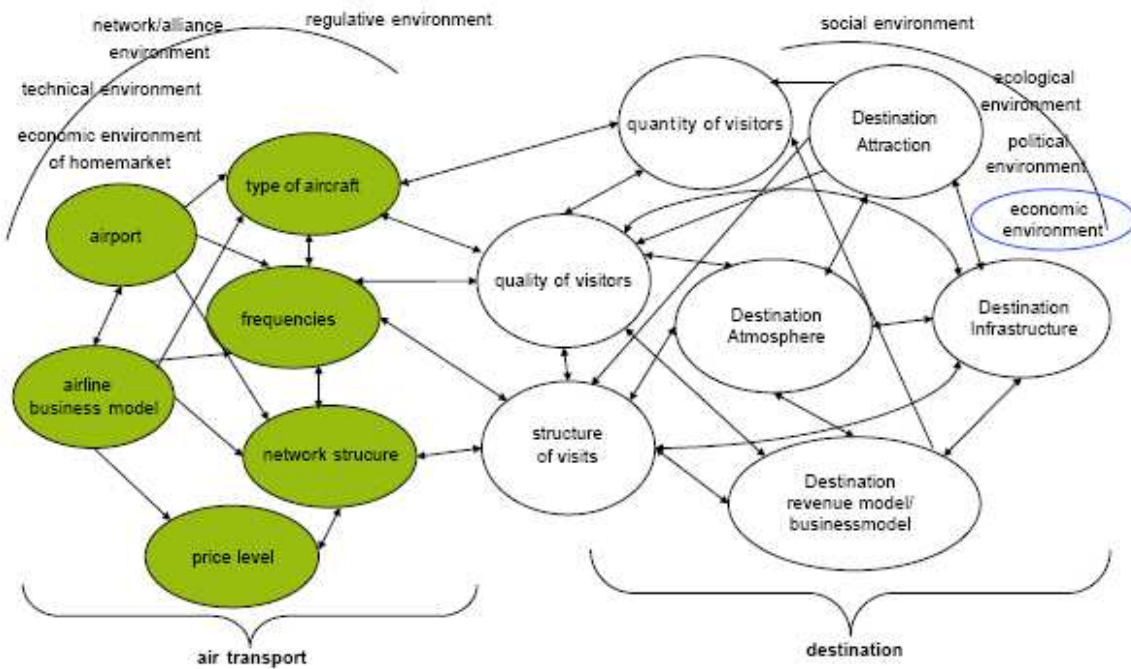 network/alliance
environment
regulative environment
social environment
technical environment
ecological
environment
economic environment
of homemarket
political
environment
economic
environment
type of aircraft
quantity of visitors
Destination
Attraction
airport
quality of visitors
frequencies
Destination
Atmosphere
Destination
Infrastructure
airline
business model
network strucure
structure
of visits
Destination
revenue model/
businessmodel
price level
air transport
destination